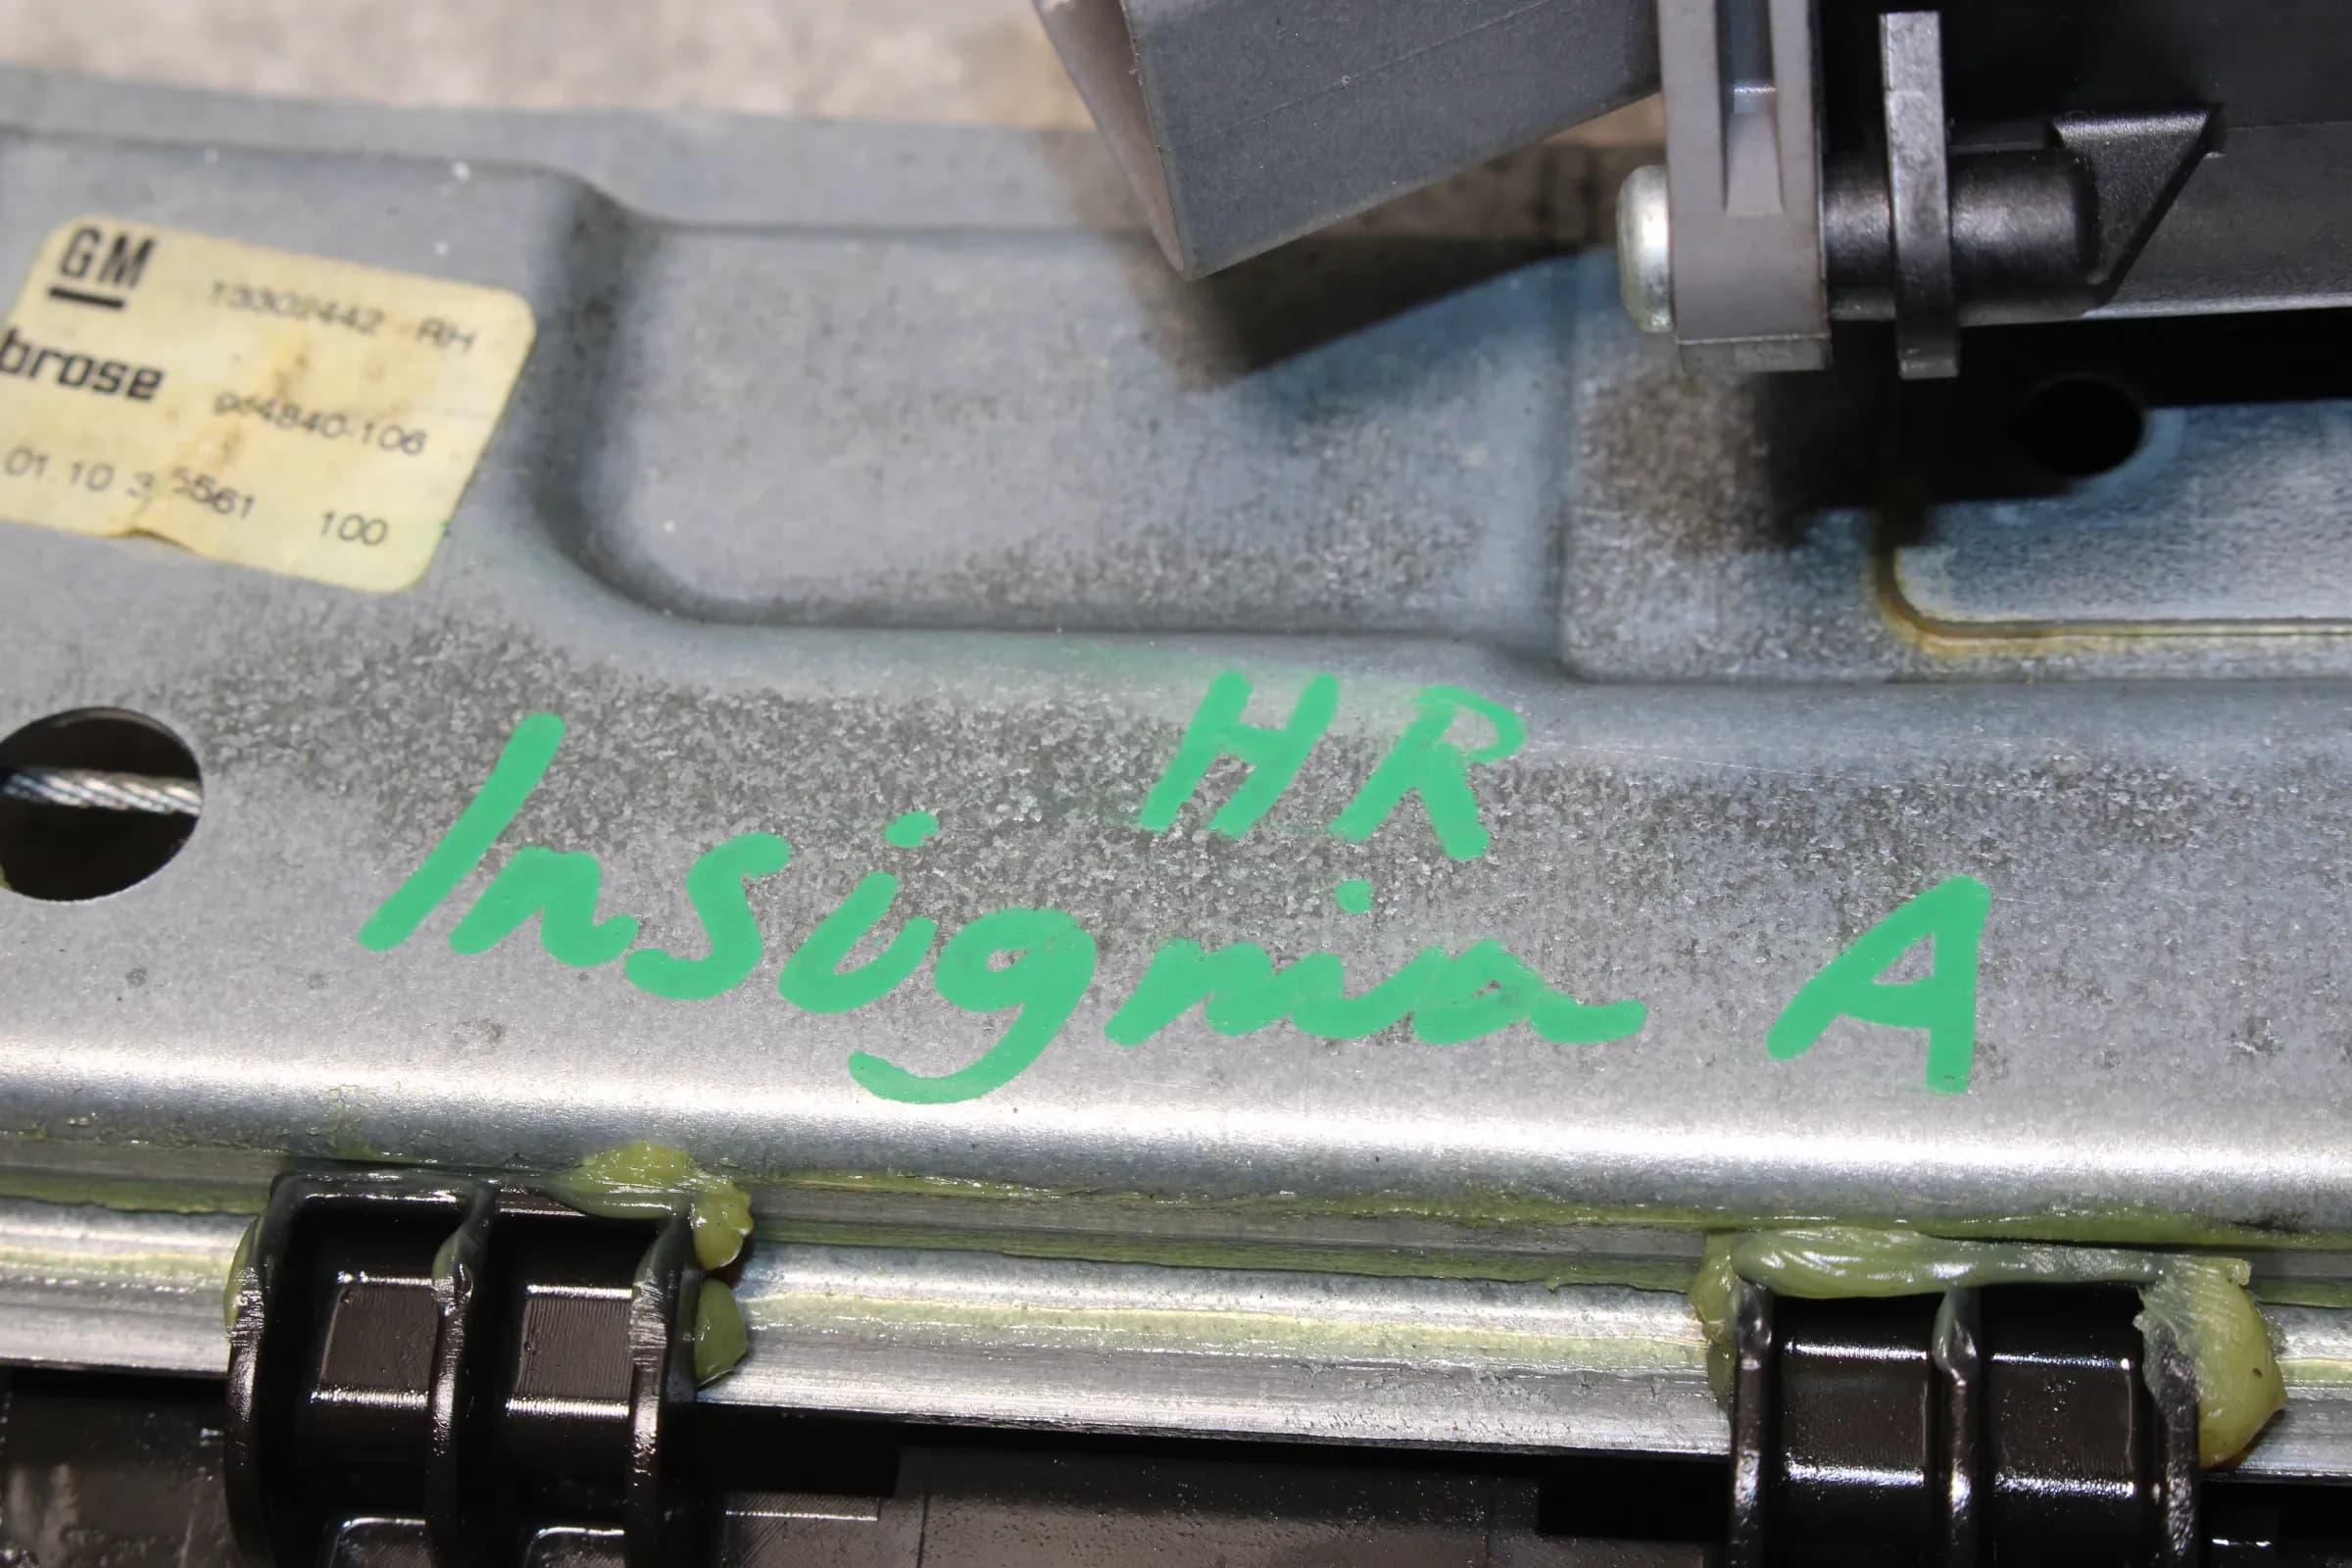 GM 13302442 RH
brose 964840-106
01 10 100
HR
Insignia A